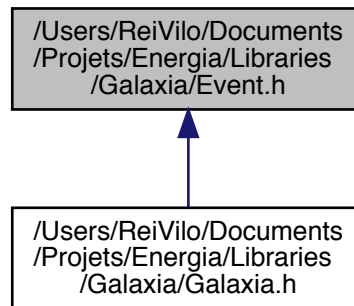 /Users/ReiVilo/Documents
/Projets/Energia/Libraries
/Galaxia/Event.h
/Users/ReiVilo/Documents
/Projets/Energia/Libraries
/Galaxia/Galaxia.h